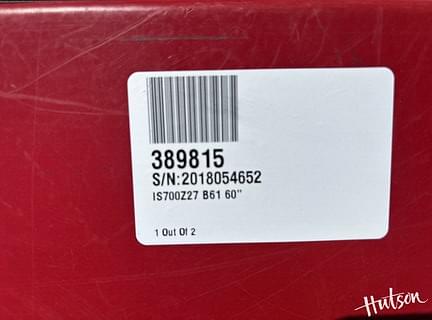 389815
S/N:2018054652
IS700Z27 B61 60"
1 Out Of 2
Hutson